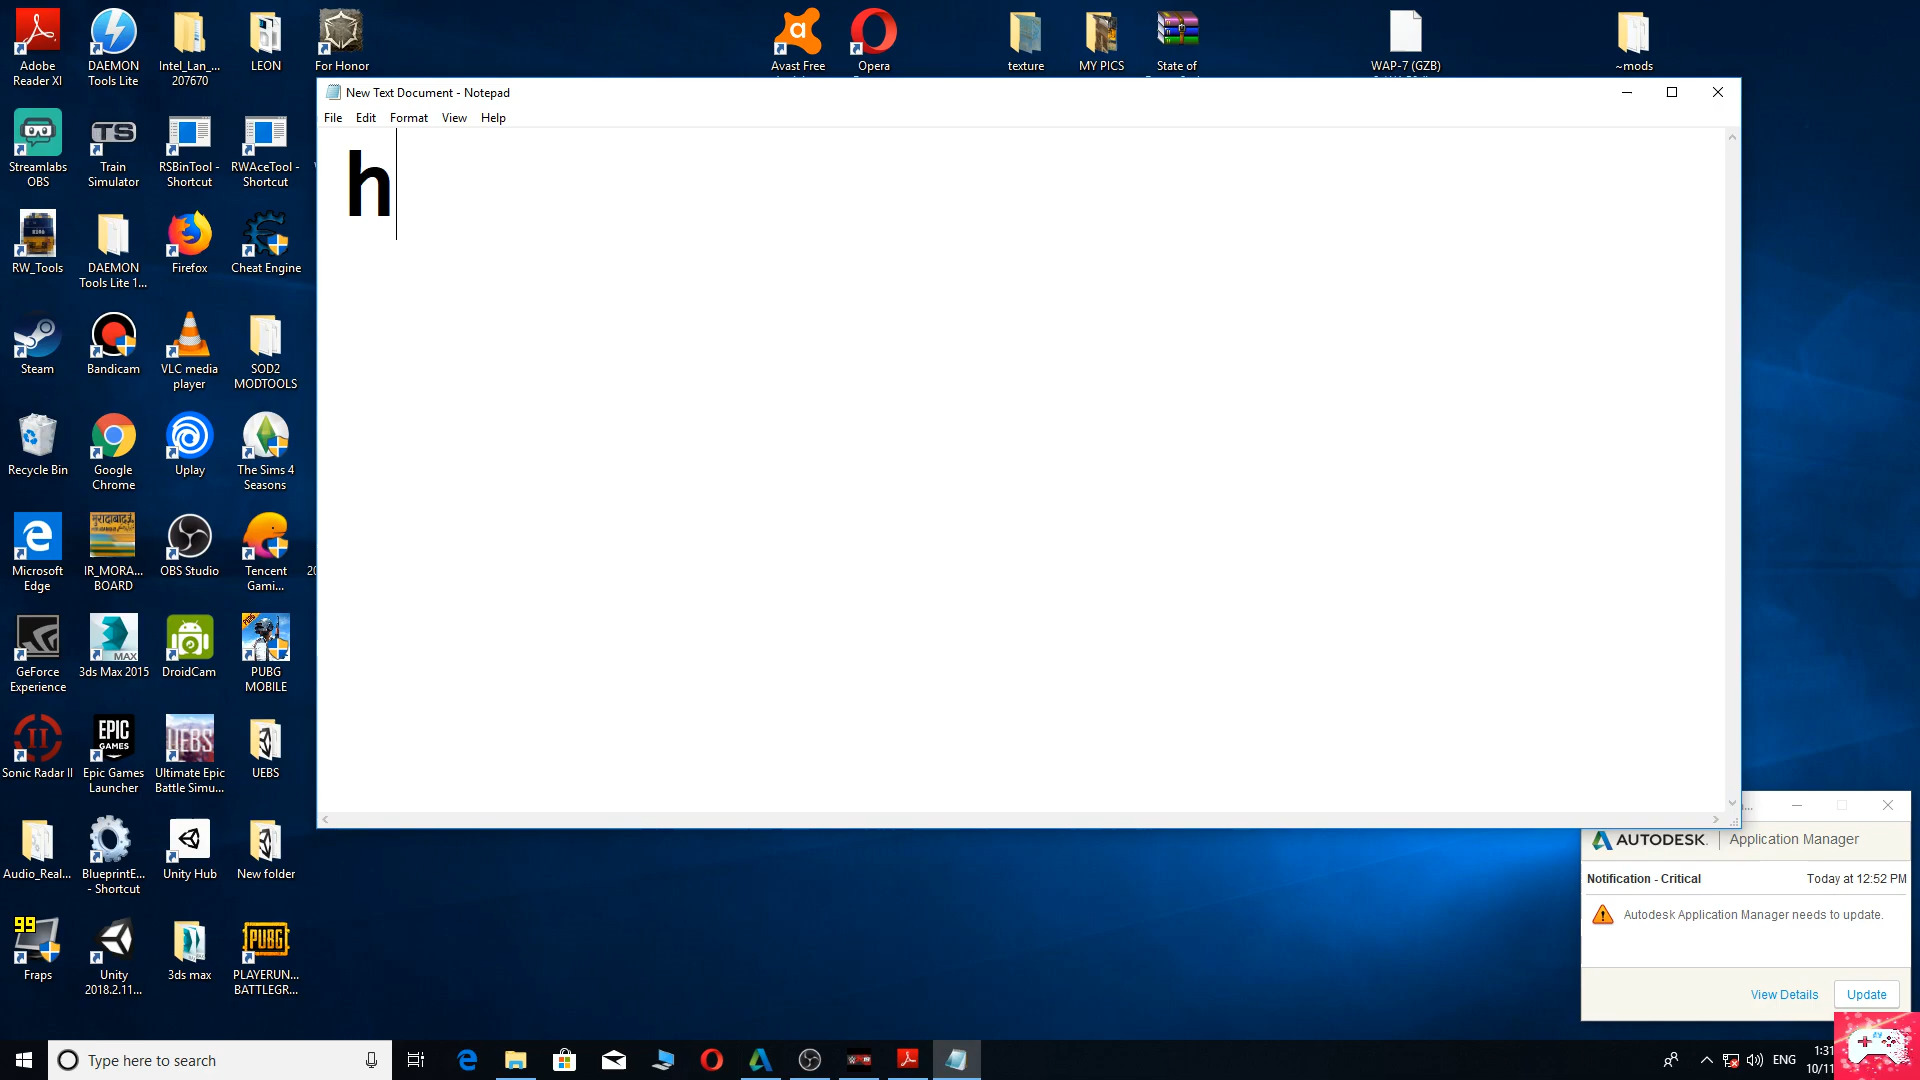 Adobe
Reader XI
DAEMON
Tools Lite
Intel_Lan_...
207670
LEON
For Honor
Avast Free
Opera
texture
MY PICS
State of
WAP-7 (GZB)
~mods
New Text Document - Notepad
File Edit Format View Help
h
Streamlabs
OBS
Train
Simulator
RSBinTool -
Shortcut
RWAceTool -
Shortcut
RW_Tools
DAEMON
Tools Lite 1...
Firefox
Cheat Engine
Steam
Bandicam
VLC media
player
SOD2
MODTOOLS
Recycle Bin
Google
Chrome
Uplay
The Sims 4
Seasons
Microsoft
Edge
IR_MORA...
BOARD
OBS Studio
Tencent
Gami...
20
GeForce
Experience
3ds Max 2015
DroidCam
PUBG
MOBILE
Sonic Radar II
Epic Games
Launcher
Ultimate Epic
Battle Simu...
UEBS
Audio_Real...
BlueprintE...
- Shortcut
Unity Hub
New folder
Fraps
Unity
2018.2.11...
3ds max
PLAYERUN...
BATTLEGR...
AUTODESK. Application Manager
Notification - Critical Today at 12:52 PM
Autodesk Application Manager needs to update.
View Details Update
Type here to search
ENG
1:31
10/11